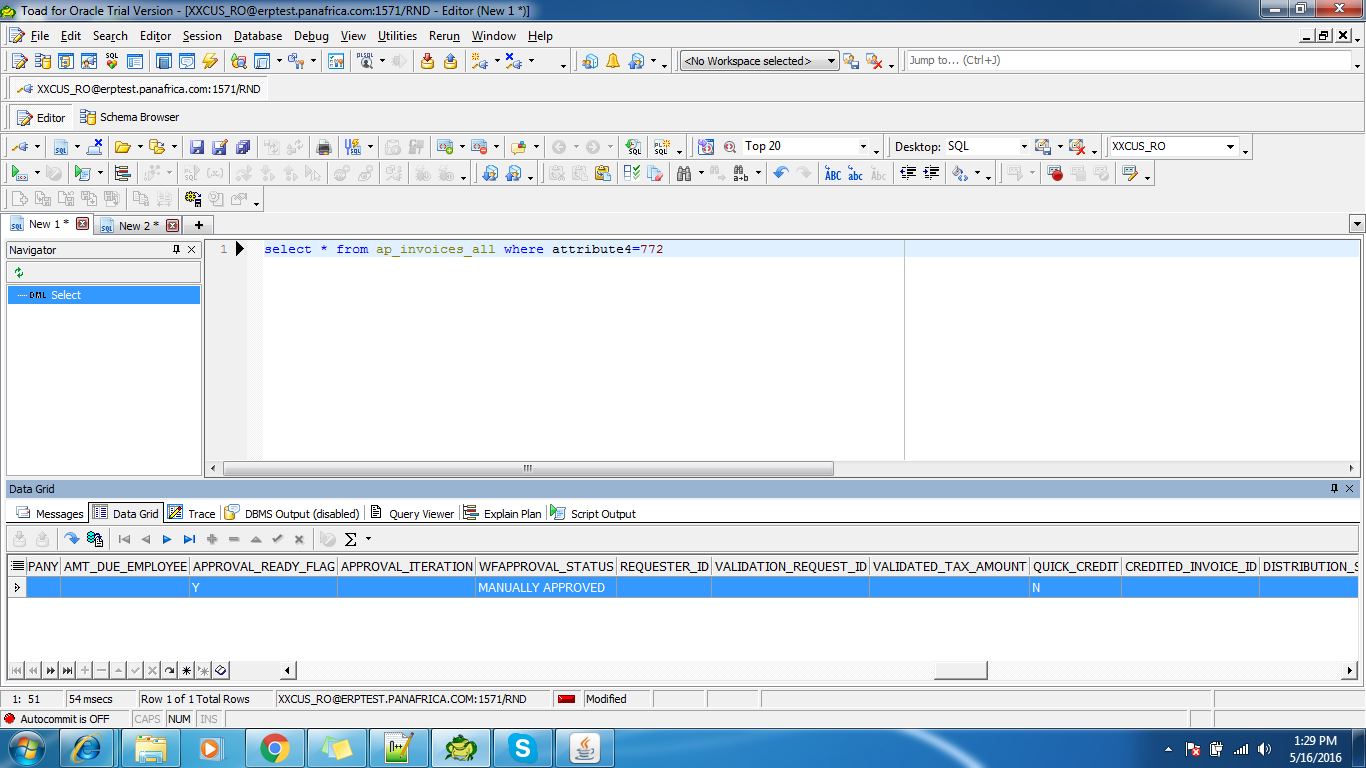 Toad for Oracle Trial Version - [XXCUS_RO@erptest.panafrica.com:1571/RND - Editor (New 1 *)]
File Edit Search Editor Session Database Debug View Utilities Rerun Window Help
SQL <No Workspace selected> Jump to... (Ctrl+J)
XXCUS_RO@erptest.panafrica.com:1571/RND
Editor Schema Browser
Top 20 Desktop: SQL XXCUS_RO
ABC abc ABC
New 1 * New 2 * +
Navigator
1 select * from ap_invoices_all where attribute4=772
DML Select
Data Grid
Messages Data Grid Trace DBMS Output (disabled) Query Viewer Explain Plan Script Output
PANY AMT_DUE_EMPLOYEE APPROVAL_READY_FLAG APPROVAL_ITERATION WFAPPROVAL_STATUS REQUESTER_ID VALIDATION_REQUEST_ID VALIDATED_TAX_AMOUNT QUICK_CREDIT CREDITED_INVOICE_ID DISTRIBUTION_S
Y MANUALLY APPROVED N
1: 51 54 msecs Row 1 of 1 Total Rows XXCUS_RO@ERPTEST.PANAFRICA.COM:1571/RND Modified
Autocommit is OFF CAPS NUM INS
1:29 PM
5/16/2016